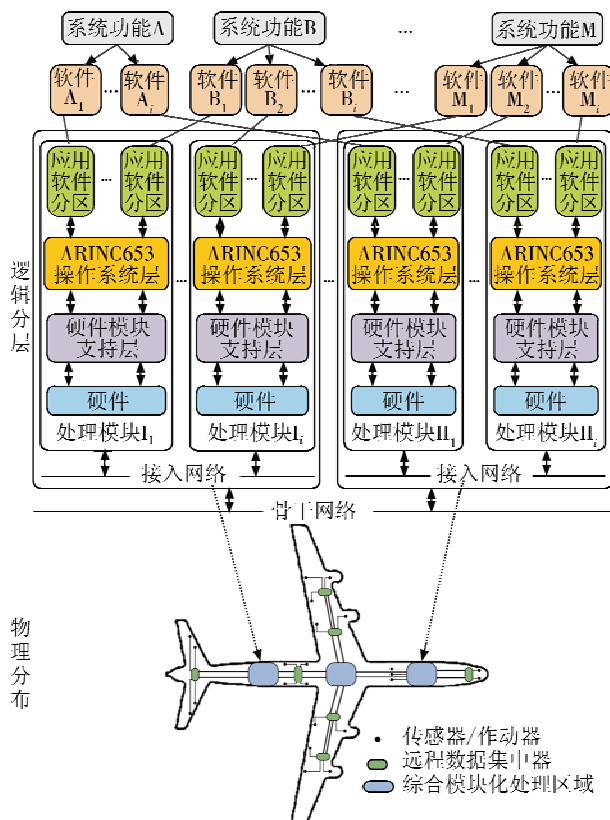 系统功能A 系统功能B ... 系统功能M
软件A1 ... 软件Ai 软件B1 软件B2 ... 软件Bi ... 软件M1 软件M2 ... 软件Mi
应用软件分区 ... 应用软件分区 应用软件分区 ... 应用软件分区 应用软件分区 ... 应用软件分区 应用软件分区 ... 应用软件分区
逻辑分层
ARINC653操作系统层 ... ARINC653操作系统层 ... ARINC653操作系统层 ... ARINC653操作系统层
硬件模块支持层 硬件模块支持层 硬件模块支持层 硬件模块支持层
硬件 硬件 硬件 硬件
处理模块I1 处理模块Ii 处理模块II1 处理模块IIi
接入网络 接入网络
骨干网络
物理分布
传感器/作动器
远程数据集中器
综合模块化处理区域